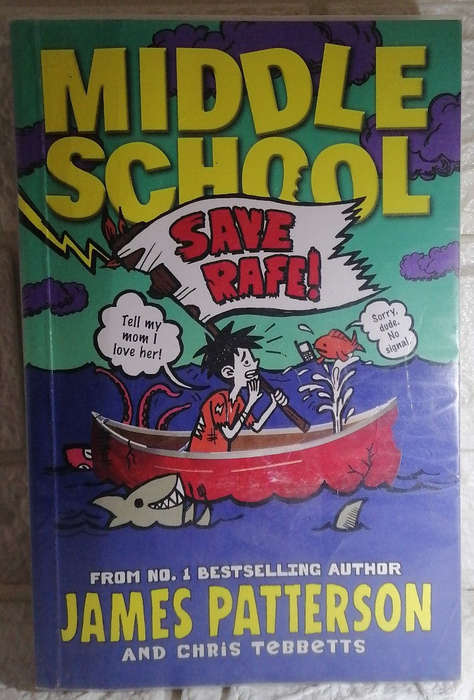 MIDDLE
SCHOOL
SAVE
RAFE!
Tell my
mom I
love her!
Sorry,
dude.
No
signal
FROM NO. 1 BESTSELLING AUTHOR
JAMES PATTERSON
AND CHRIS TEBBETTS